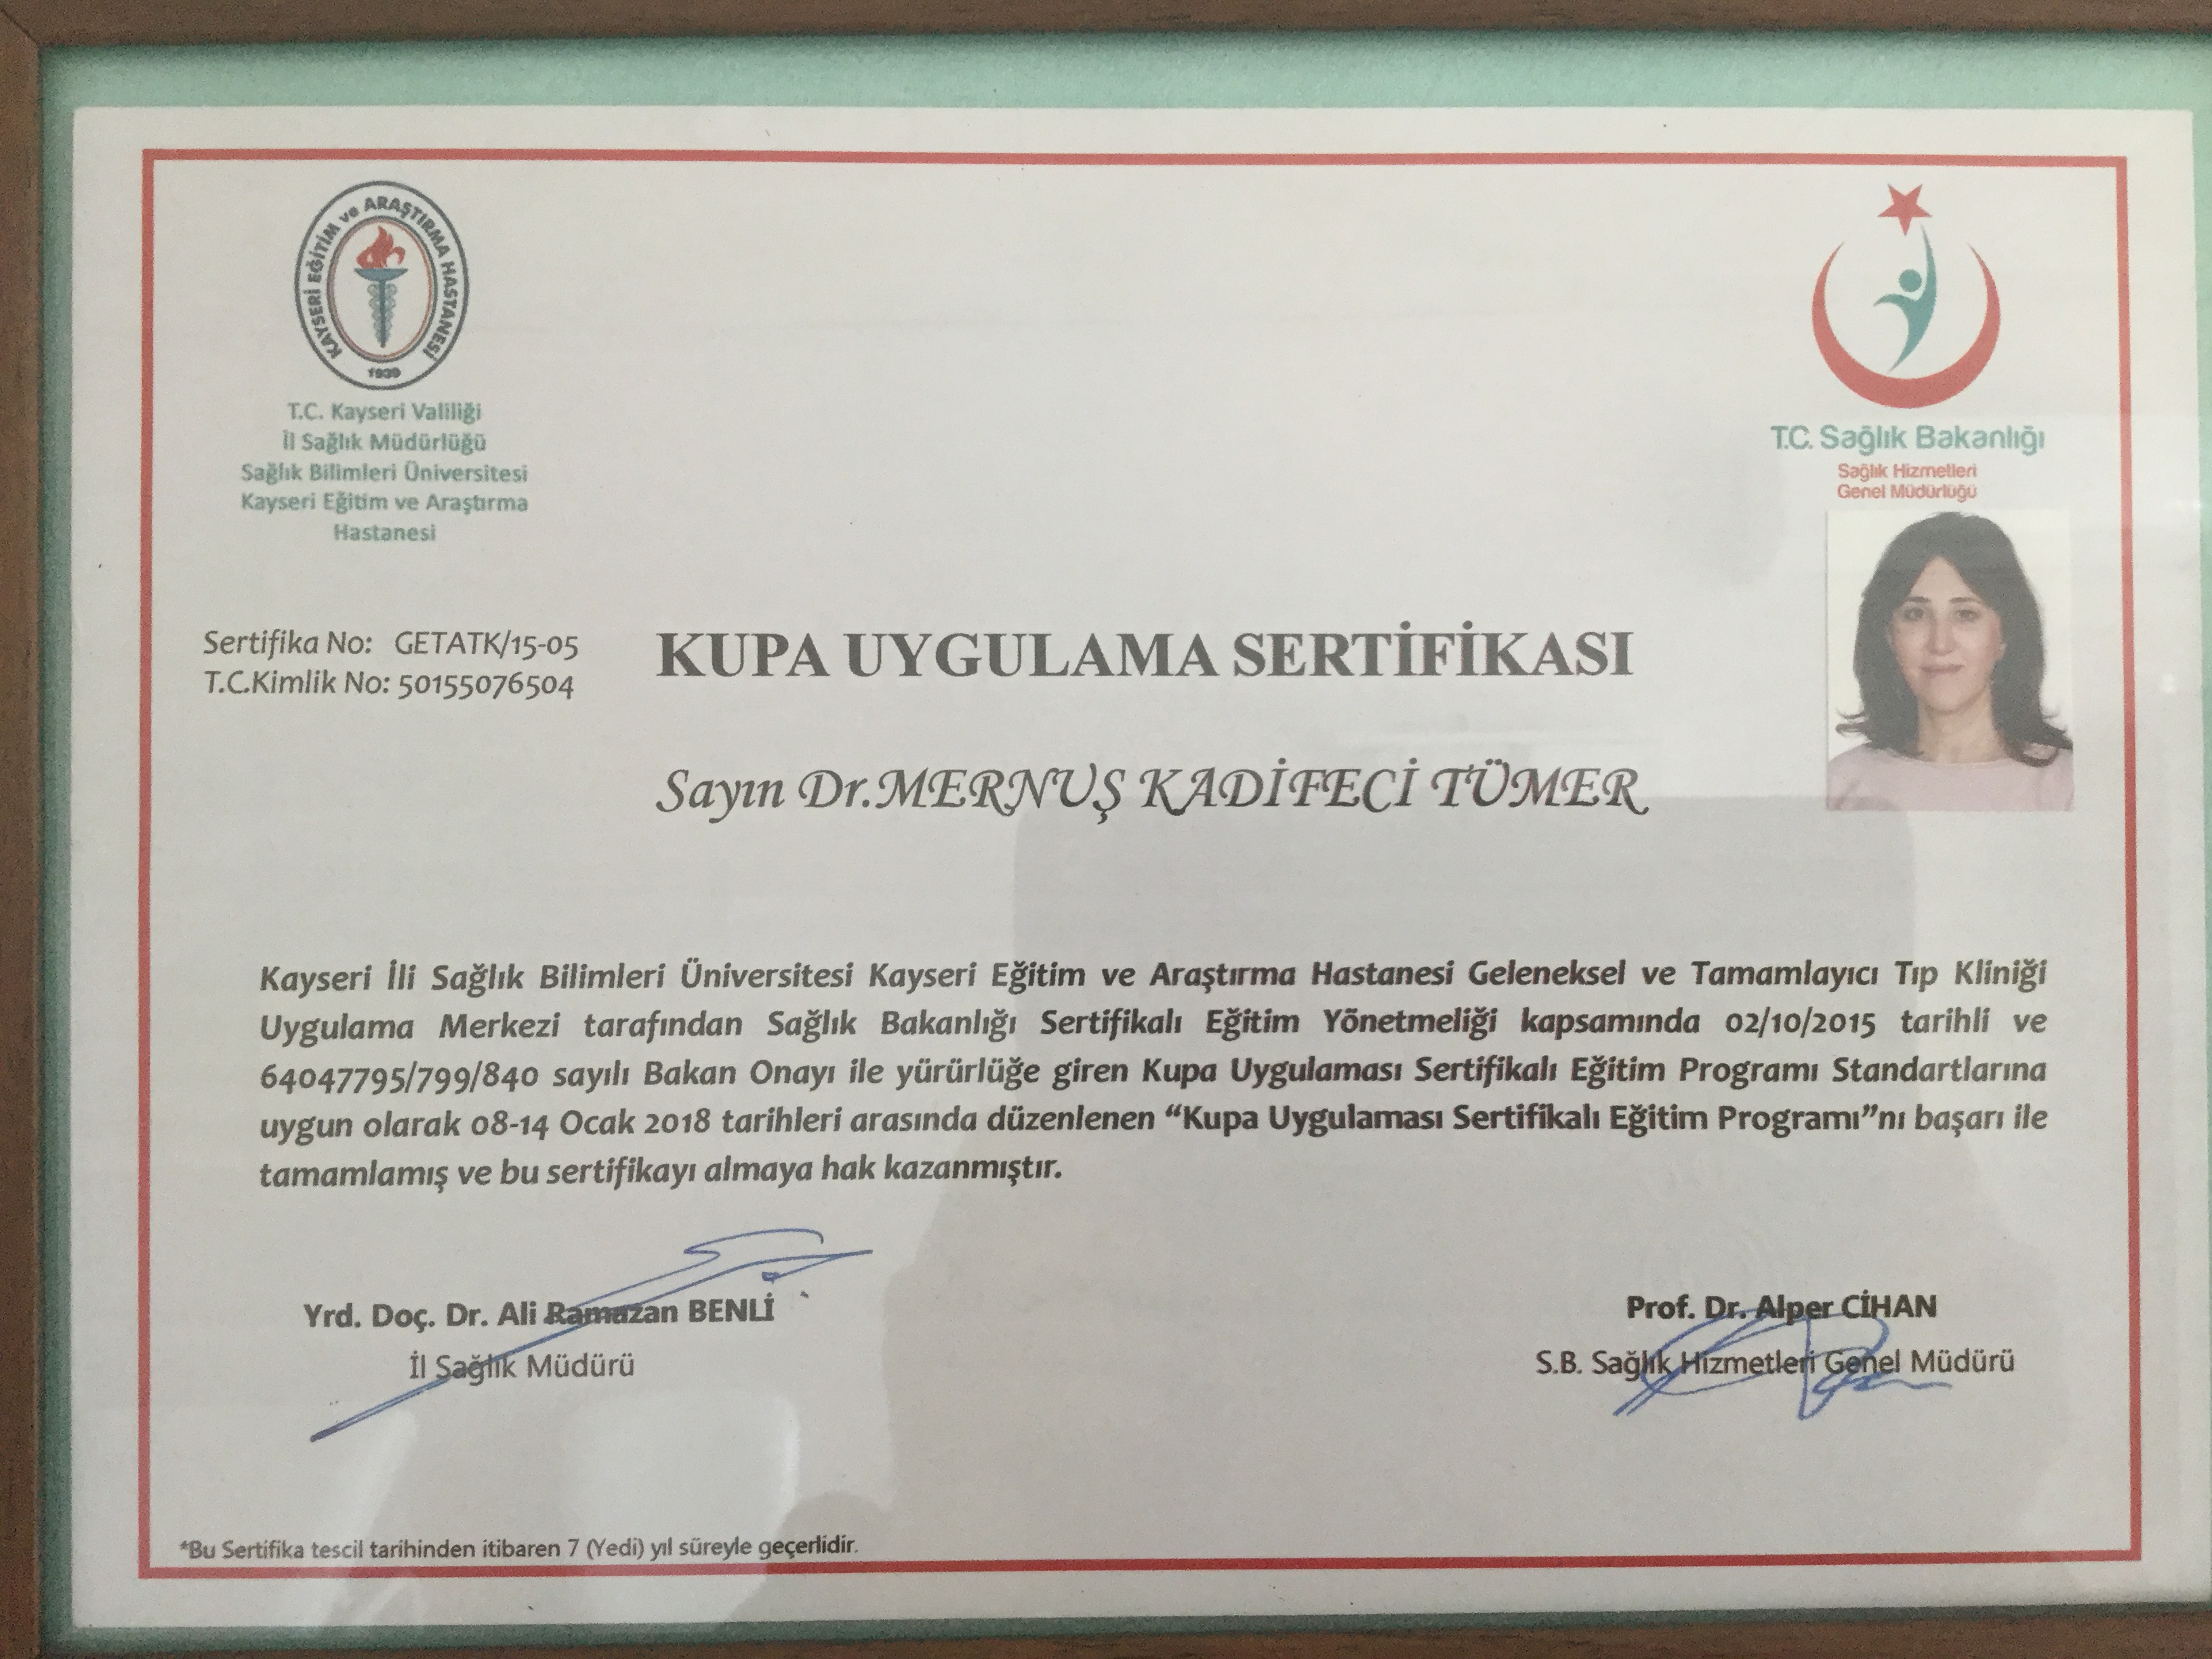 KAYSERİ EĞİTİM ve ARAŞTIRMA HASTANESİ
1939
T.C. Kayseri Valiliği
İl Sağlık Müdürlüğü
Sağlık Bilimleri Üniversitesi
Kayseri Eğitim ve Araştırma
Hastanesi
T.C. Sağlık Bakanlığı
Sağlık Hizmetleri
Genel Müdürlüğü
Sertifika No: GETATK/15-05
T.C.Kimlik No: 50155076504
KUPA UYGULAMA SERTİFİKASI
Sayın Dr.MERNUŞ KADİFECİ TÜMER
Kayseri İli Sağlık Bilimleri Üniversitesi Kayseri Eğitim ve Araştırma Hastanesi Geleneksel ve Tamamlayıcı Tıp Kliniği
Uygulama Merkezi tarafından Sağlık Bakanlığı Sertifikalı Eğitim Yönetmeliği kapsamında 02/10/2015 tarihli ve
64047795/799/840 sayılı Bakan Onayı ile yürürlüğe giren Kupa Uygulaması Sertifikalı Eğitim Programı Standartlarına
uygun olarak 08-14 Ocak 2018 tarihleri arasında düzenlenen “Kupa Uygulaması Sertifikalı Eğitim Programı”nı başarı ile
tamamlamış ve bu sertifikayı almaya hak kazanmıştır.
Yrd. Doç. Dr. Ali Ramazan BENLİ
İl Sağlık Müdürü
Prof. Dr. Alper CİHAN
S.B. Sağlık Hizmetleri Genel Müdürü
*Bu Sertifika tescil tarihinden itibaren 7 (Yedi) yıl süreyle geçerlidir.